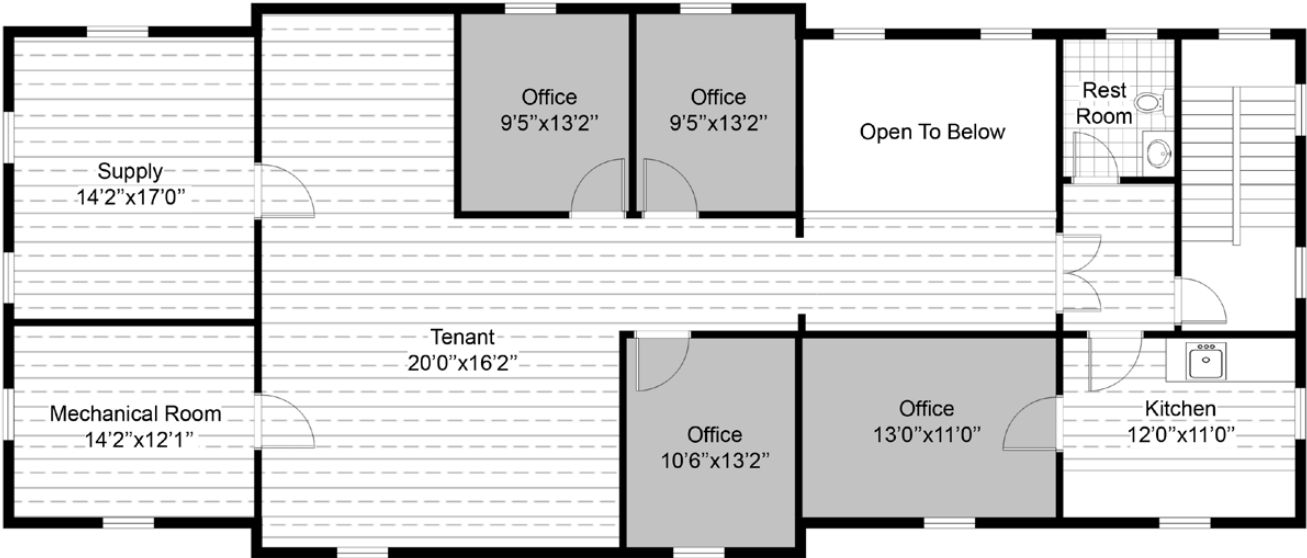 Office
9’5”x13’2”
Office
9’5”x13’2”
Rest
Room
Open To Below
Supply
14’2”x17’0”
Tenant
20’0”x16’2”
Mechanical Room
14’2”x12’1”
Office
10’6”x13’2”
Office
13’0”x11’0”
Kitchen
12’0”x11’0”